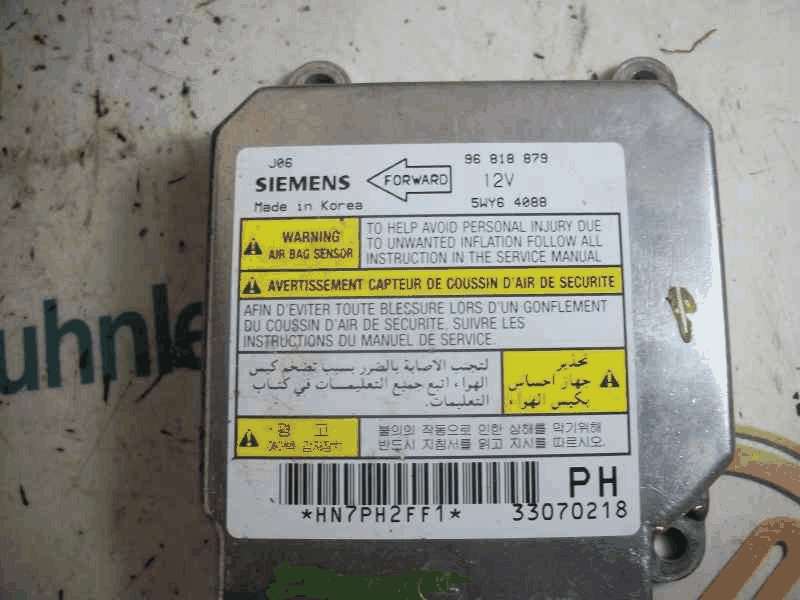 J06
96 818 879
SIEMENS
FORWARD
12V
Made in Korea
5WY6 4088
WARNING
AIR BAG SENSOR
TO HELP AVOID PERSONAL INJURY DUE
TO UNWANTED INFLATION FOLLOW ALL
INSTRUCTION IN THE SERVICE MANUAL
AVERTISSEMENT CAPTEUR DE COUSSIN D'AIR DE SECURITE
AFIN D'EVITER TOUTE BLESSURE LORS D'UN GONFLEMENT
DU COUSSIN D'AIR DE SECURITE, SUIVRE LES
INSTRUCTIONS DU MANUEL DE SERVICE.
تحذير
جهاز احساس
بكيس الهواء
لتجنب الاصابة بالضرر بسبب تضخم كيس
الهواء اتبع جميع التعليمات في كتاب
التعليمات.
고
불의의 작동으로 인한 상해를 막기위해
반드시 지침서를 읽고 지시를 따르시오.
PH
*HN7PH2FF1*
33070218
uhnle